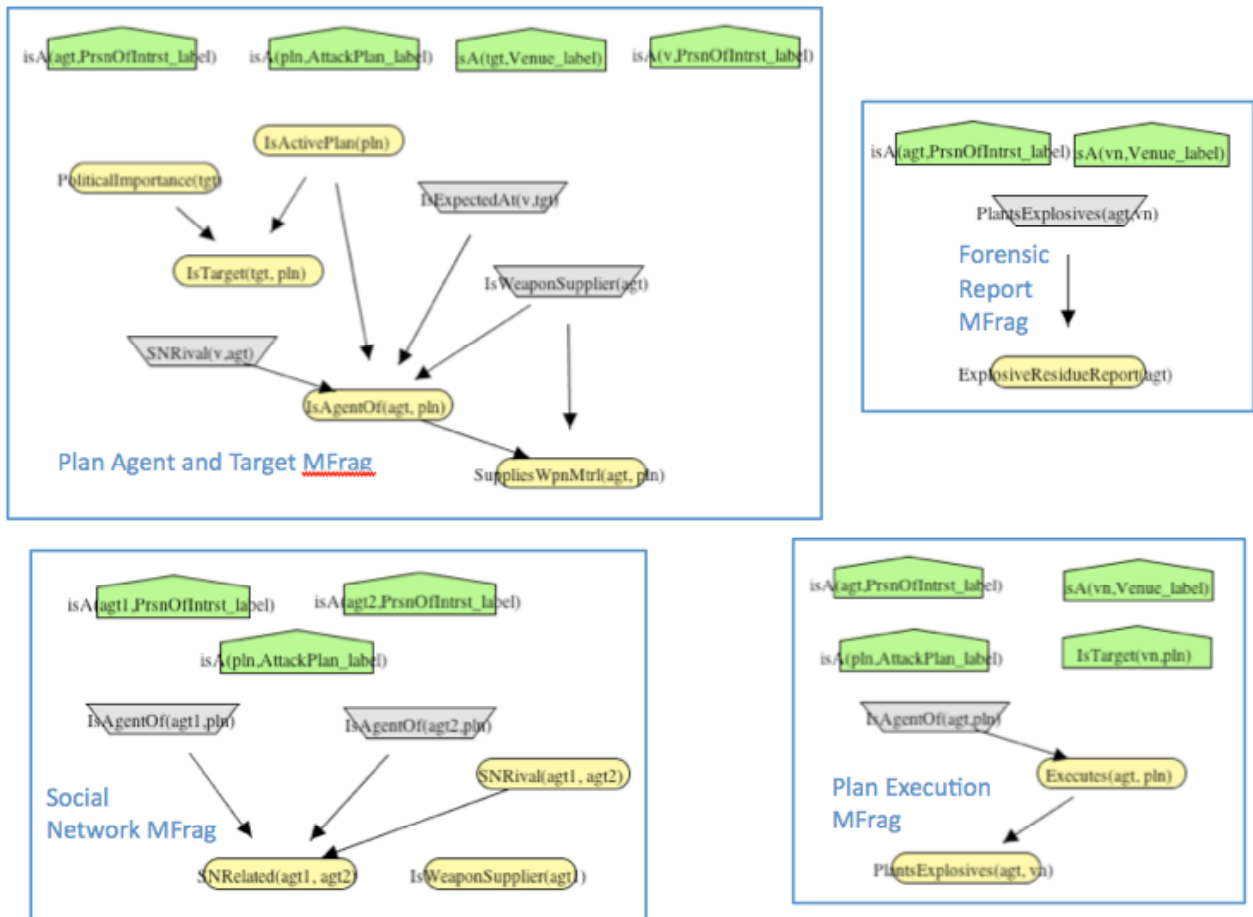 isA(agt,PrsnOfIntrst_label)
isA(pln,AttackPlan_label)
isA(tgt,Venue_label)
isA(v,PrsnOfIntrst_label)
IsActivePlan(pln)
PoliticalImportance(tgt)
IsExpectedAt(v,tgt)
IsTarget(tgt, pln)
IsWeaponSupplier(agt)
SNRival(v,agt)
IsAgentOf(agt, pln)
Plan Agent and Target MFrag
SuppliesWpnMtrl(agt, pln)
isA(agt,PrsnOfIntrst_label)
isA(vn,Venue_label)
PlantsExplosives(agt,vn)
Forensic
Report
MFrag
ExplosiveResidueReport(agt)
isA(agt1,PrsnOfIntrst_label)
isA(agt2,PrsnOfIntrst_label)
isA(pln,AttackPlan_label)
IsAgentOf(agt1,pln)
IsAgentOf(agt2,pln)
SNRival(agt1, agt2)
Social
Network MFrag
SNRelated(agt1, agt2)
IsWeaponSupplier(agt1)
isA(agt,PrsnOfIntrst_label)
isA(vn,Venue_label)
isA(pln,AttackPlan_label)
IsTarget(vn,pln)
IsAgentOf(agt,pln)
Executes(agt, pln)
Plan Execution
MFrag
PlantsExplosives(agt, vn)